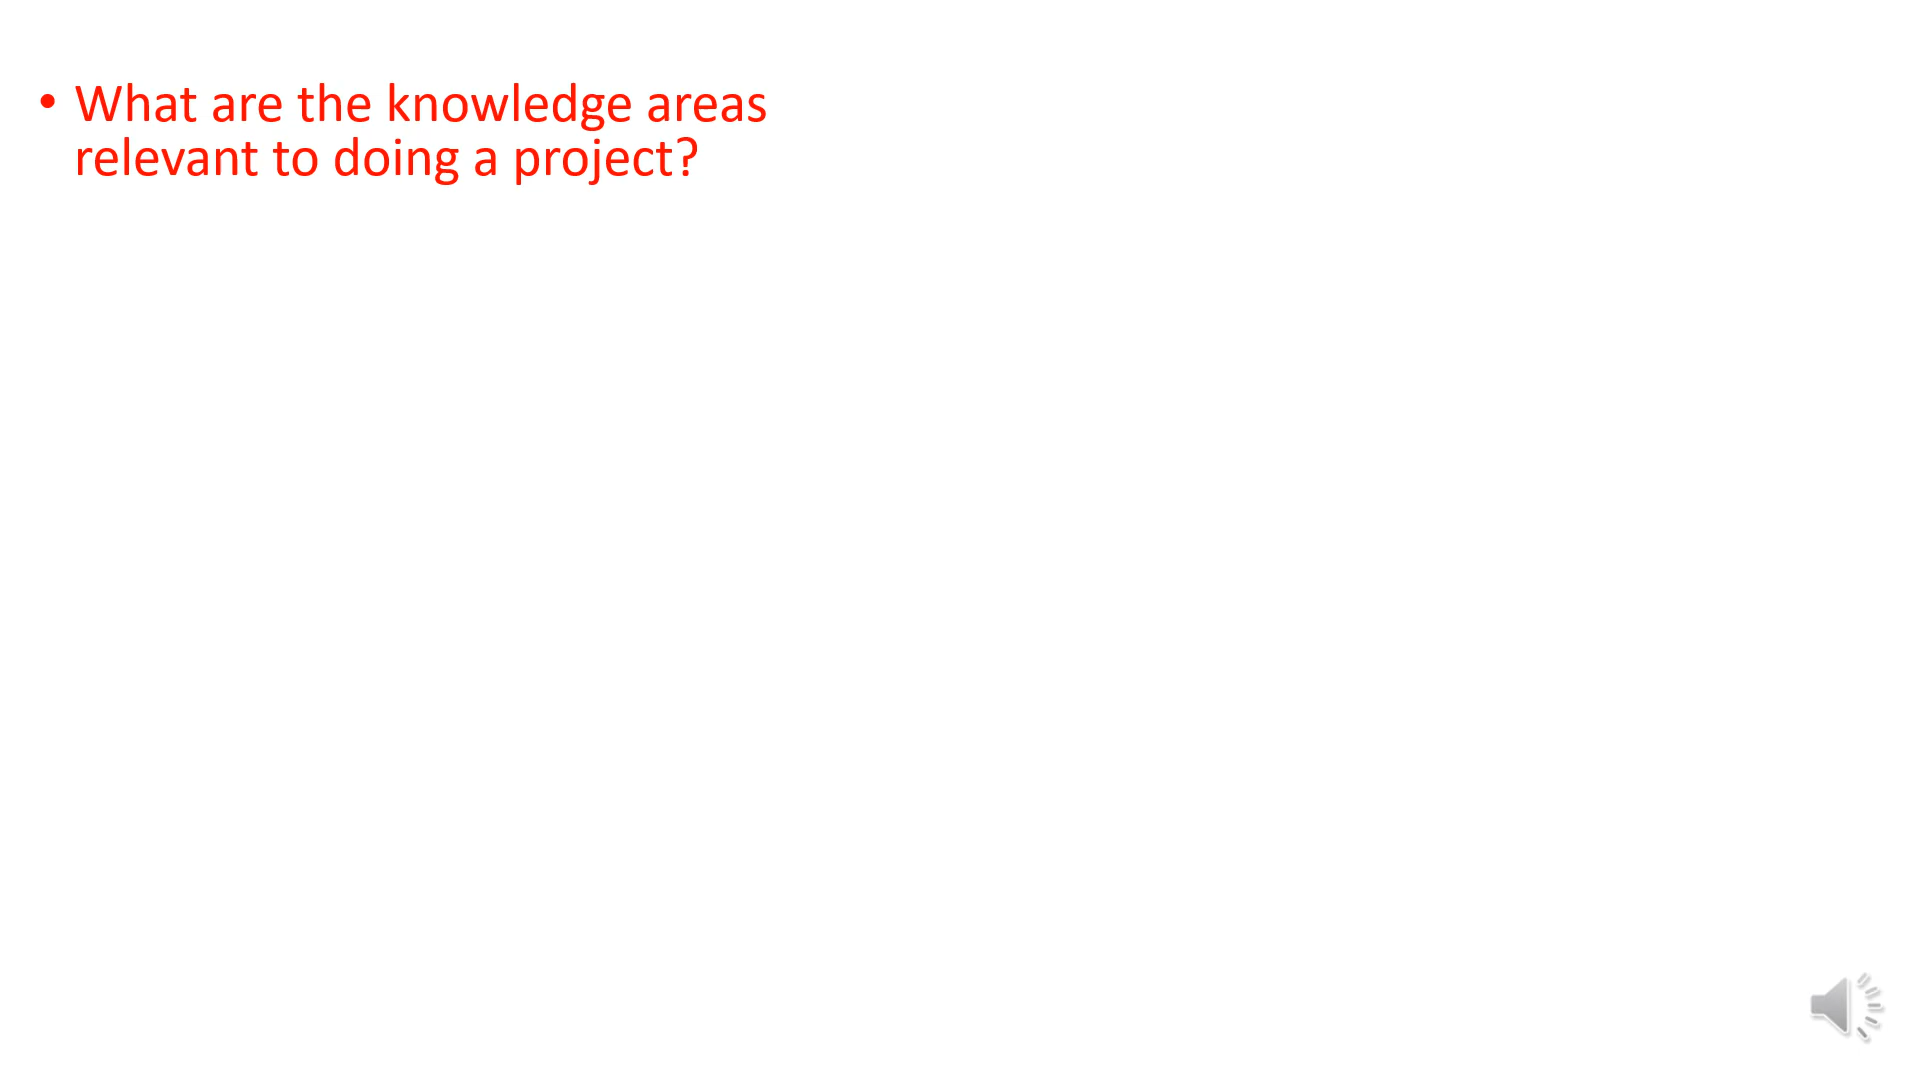 • What are the knowledge areas
relevant to doing a project?